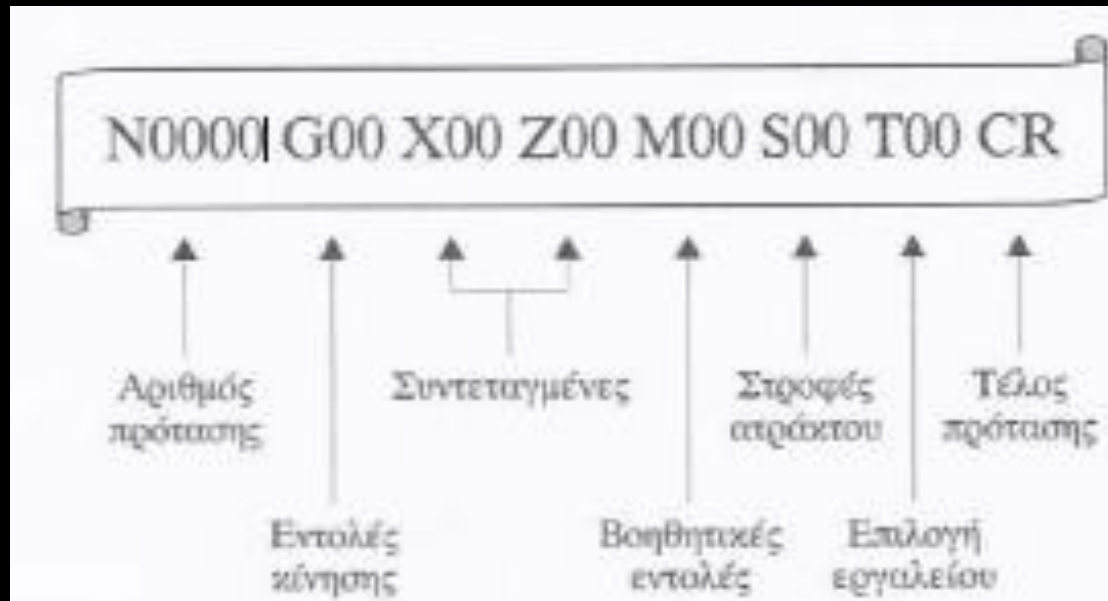 N0000 G00 X00 Z00 M00 S00 T00 CR
Αριθμός
πρότασης
Συντεταγμένες
Στροφές
ατράκτου
Τέλος
πρότασης
Εντολές
κίνησης
Βοηθητικές
εντολές
Επιλογή
εργαλείου